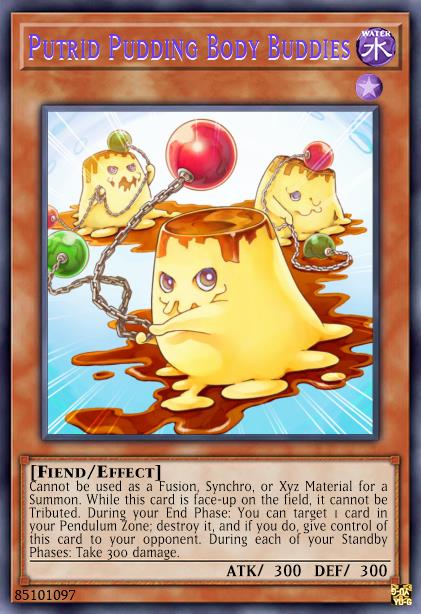 Putrid Pudding Body Buddies
WATER
水
[Fiend/Effect]
Cannot be used as a Fusion, Synchro, or Xyz Material for a
Summon. While this card is face-up on the field, it cannot be
Tributed. During your End Phase: You can target 1 card in
your Pendulum Zone; destroy it, and if you do, give control of
this card to your opponent. During each of your Standby
Phases: Take 300 damage.
ATK/ 300 DEF/ 300
85101097